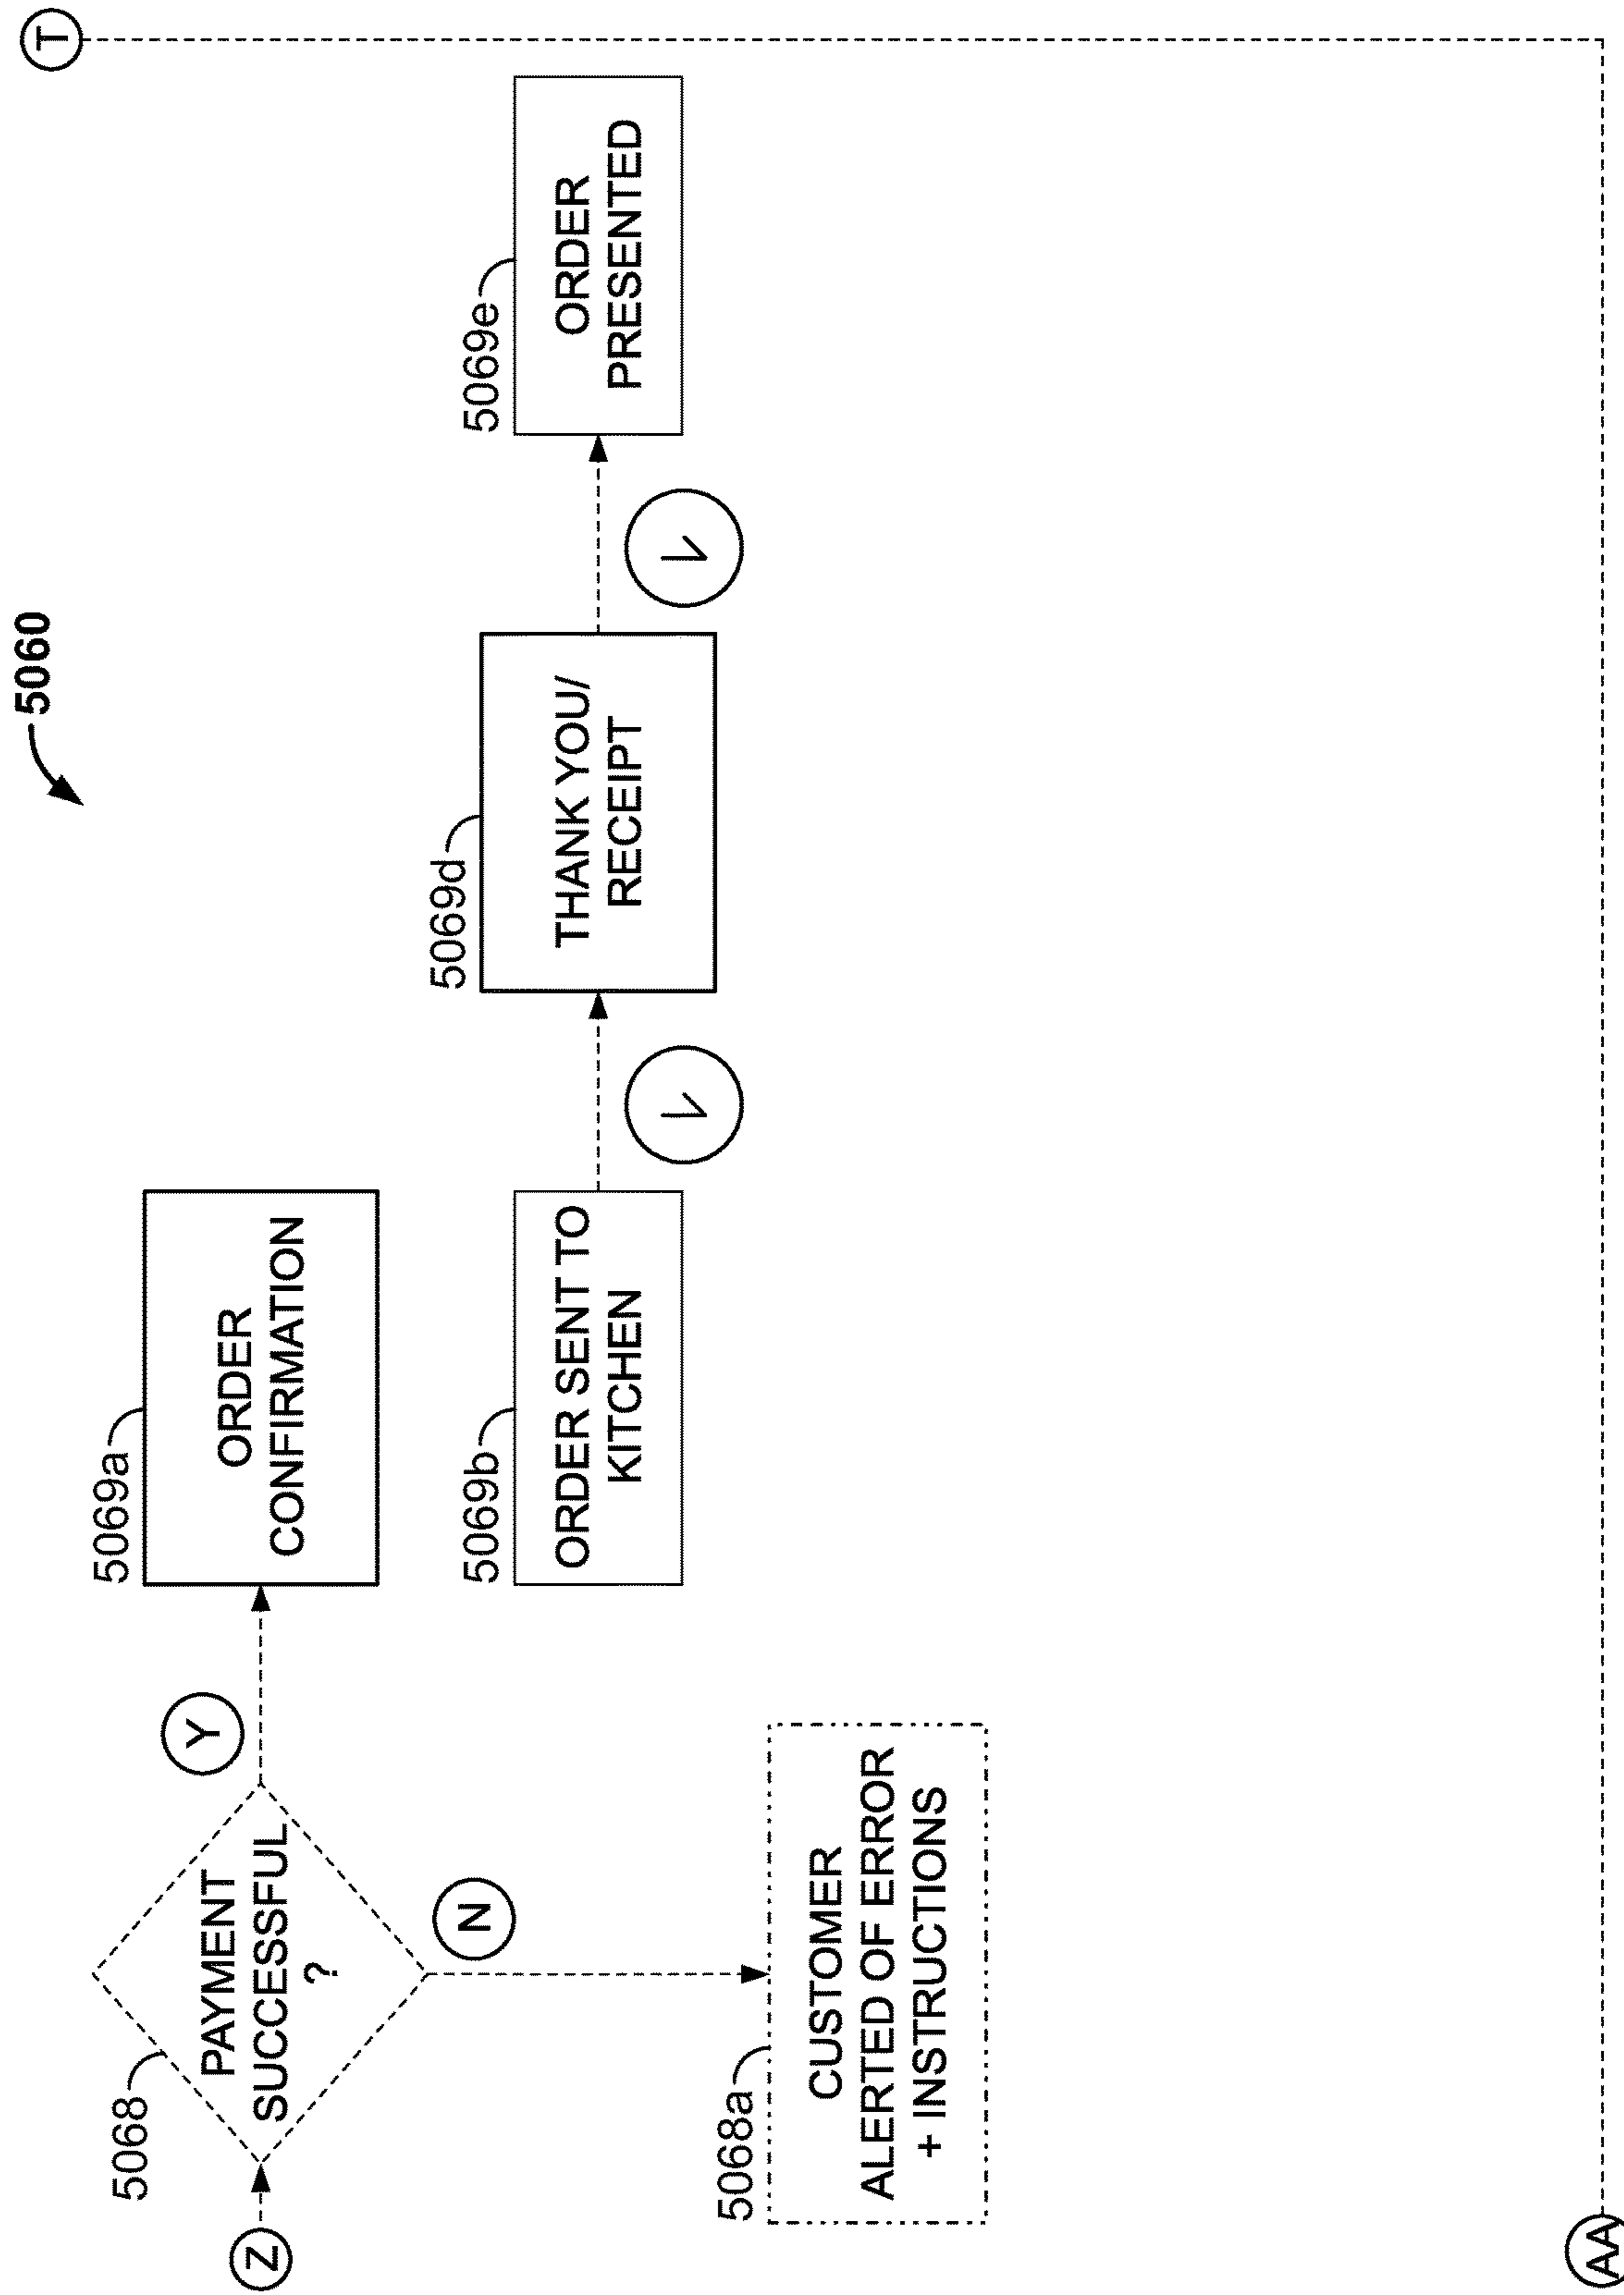 5060
T
Z
5068
PAYMENT
SUCCESSFUL
?
Y
N
5069a
ORDER
CONFIRMATION
5069b
ORDER SENT TO
KITCHEN
5069d
THANK YOU/
RECEIPT
5069e
ORDER
PRESENTED
5068a
CUSTOMER
ALERTED OF ERROR
+ INSTRUCTIONS
AA